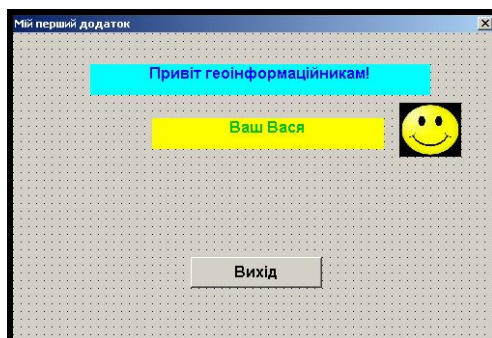 Мій перший додаток
Привіт геоінформаційникам!
Ваш Вася
Вихід